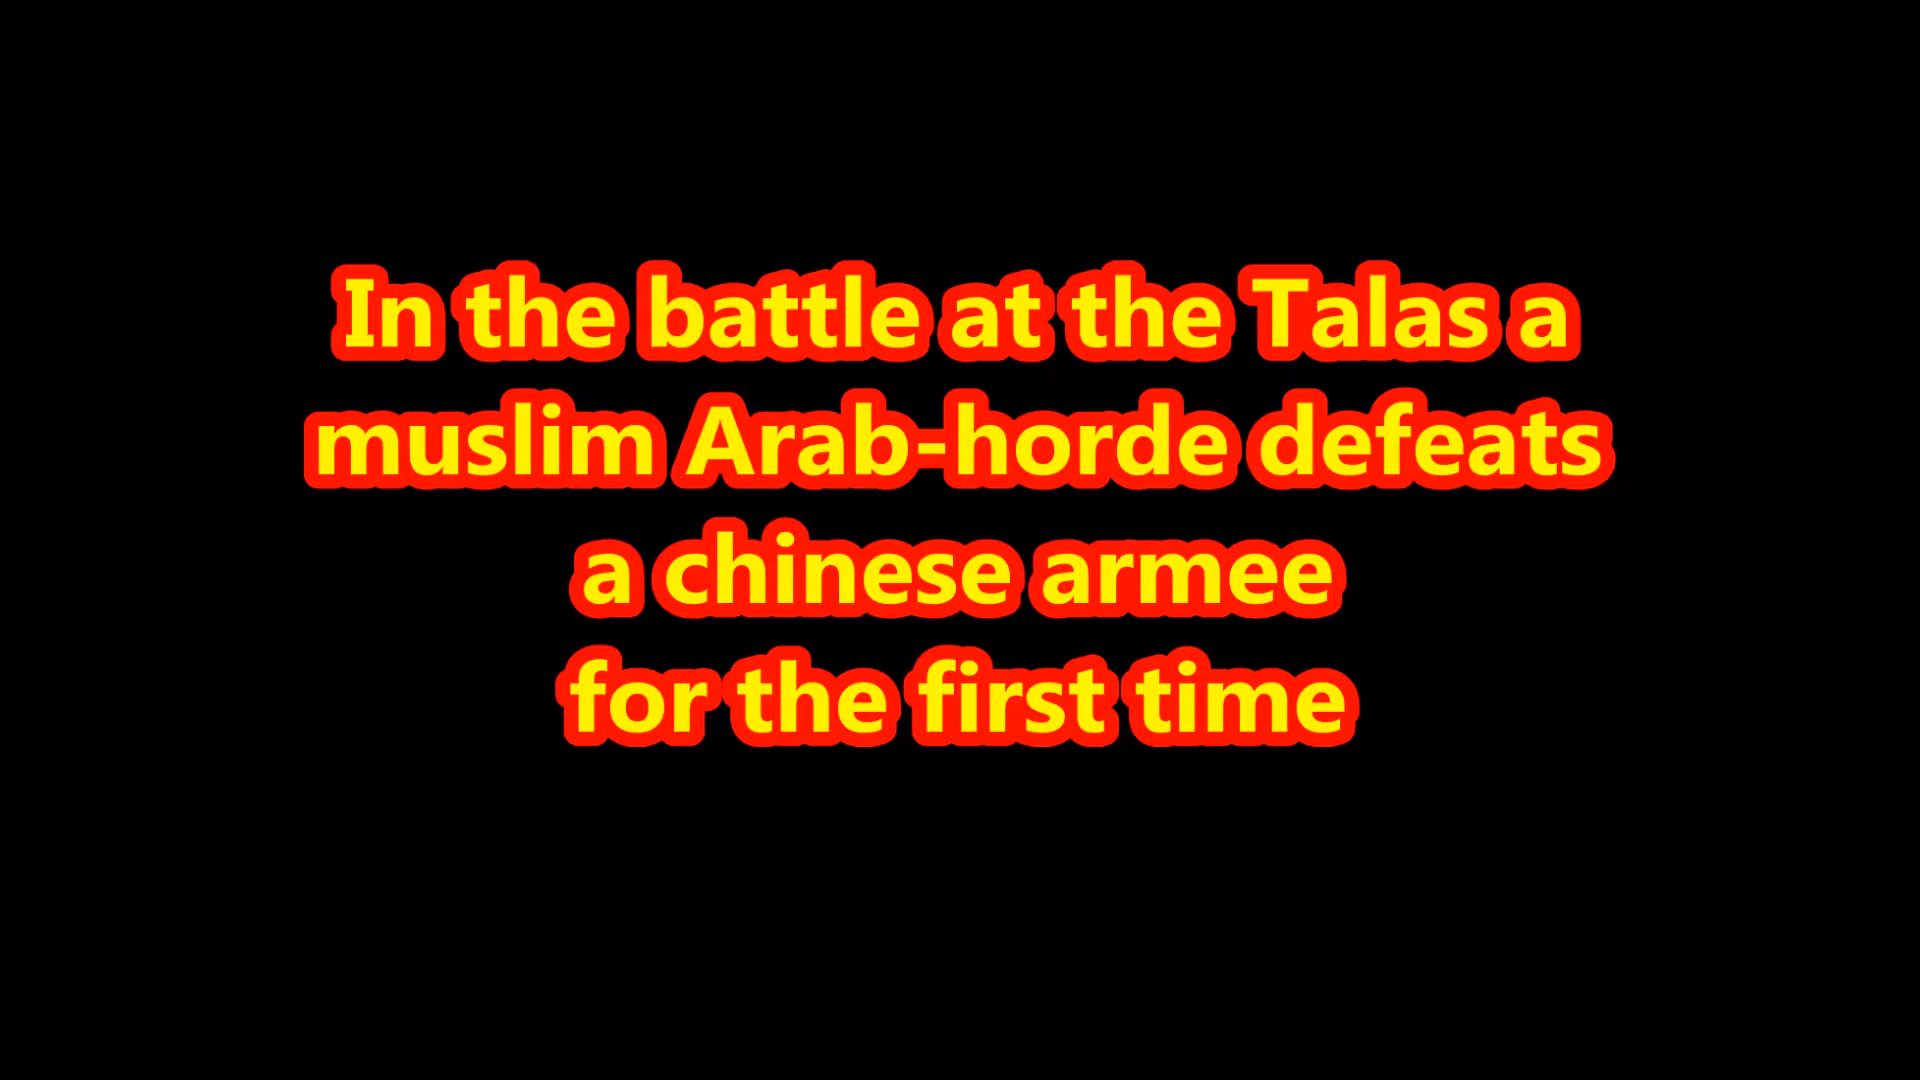 In the battle at the Talas a
muslim Arab-horde defeats
a chinese armee
for the first time